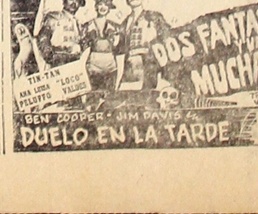 DOS FANTA
MUCHA
TIN-TAN
ANA LUISA "LOCO"
PELUFFO VALDES
BEN COOPER - JIM DAVIS
DUELO EN LA TARDE